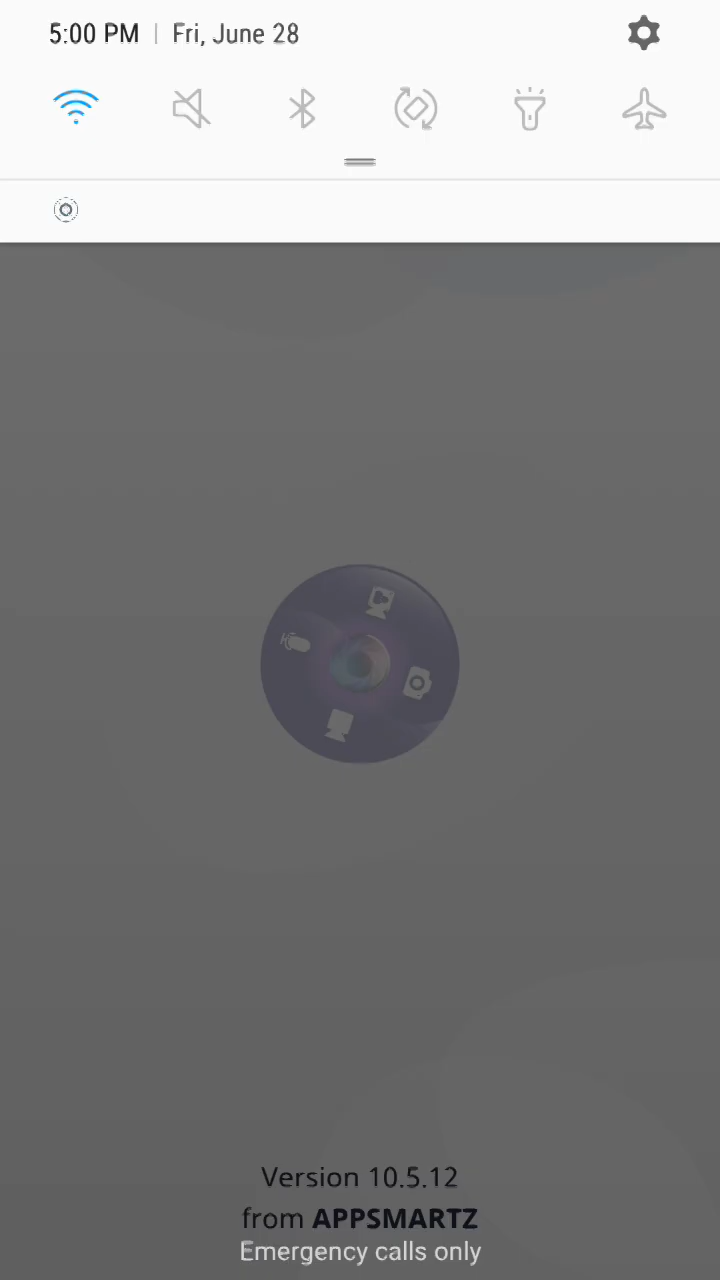 5:00 PM | Fri, June 28
Version 10.5.12
from APPSMARTZ
Emergency calls only